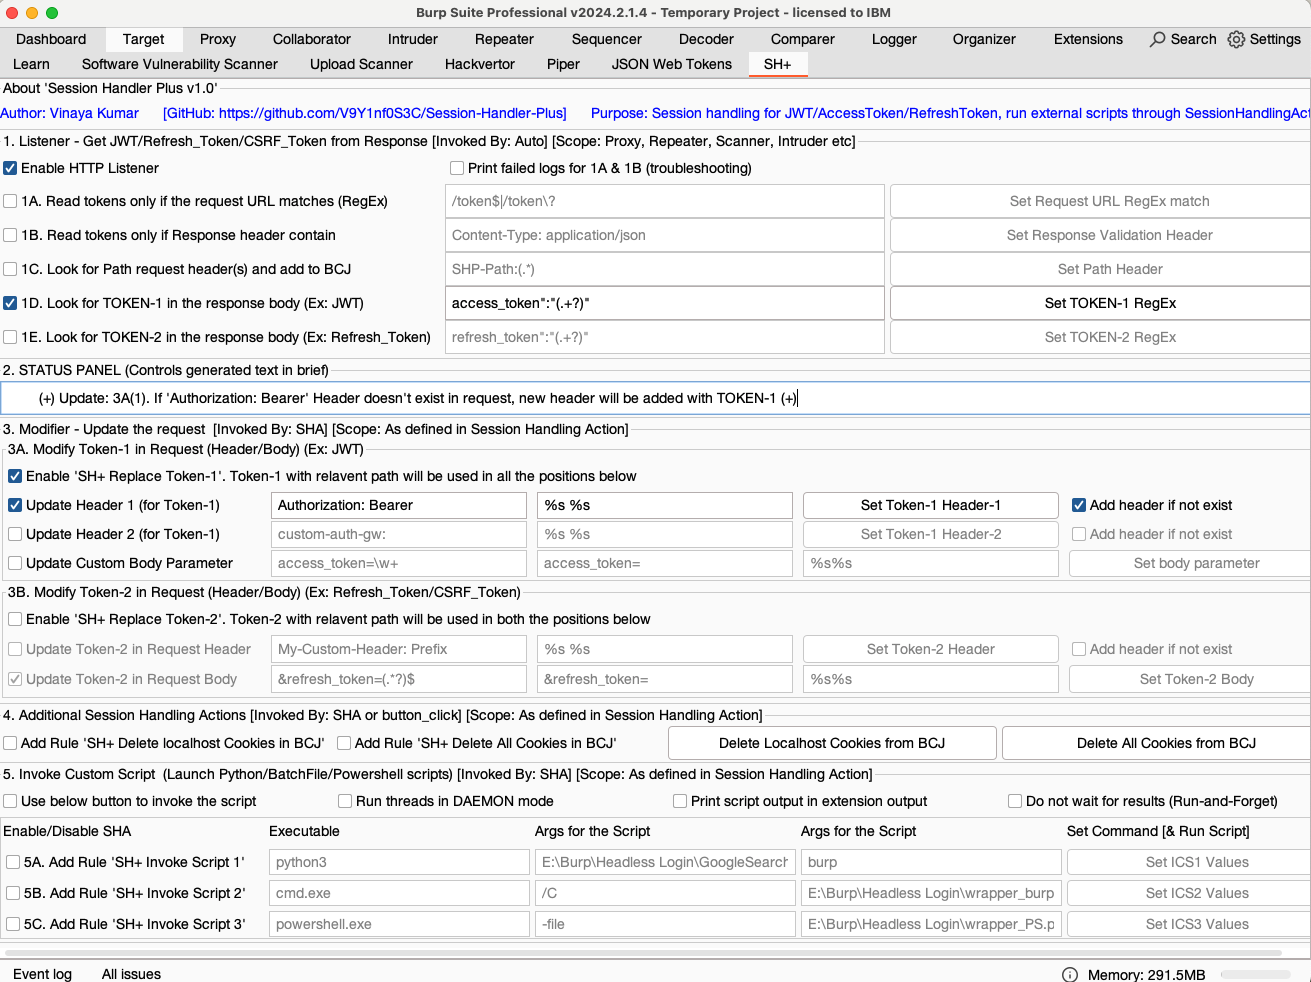 Burp Suite Professional v2024.2.1.4 - Temporary Project - licensed to IBM
Dashboard Target Proxy Collaborator Intruder Repeater Sequencer Decoder Comparer Logger Organizer Extensions Search Settings
Learn Software Vulnerability Scanner Upload Scanner Hackvertor Piper JSON Web Tokens SH+
About 'Session Handler Plus v1.0'
Author: Vinaya Kumar [GitHub: https://github.com/V9Y1nf0S3C/Session-Handler-Plus] Purpose: Session handling for JWT/AccessToken/RefreshToken, run external scripts through SessionHandlingAct
1. Listener - Get JWT/Refresh_Token/CSRF_Token from Response [Invoked By: Auto] [Scope: Proxy, Repeater, Scanner, Intruder etc]
Enable HTTP Listener Print failed logs for 1A & 1B (troubleshooting)
1A. Read tokens only if the request URL matches (RegEx) /token$|/token\? Set Request URL RegEx match
1B. Read tokens only if Response header contain Content-Type: application/json Set Response Validation Header
1C. Look for Path request header(s) and add to BCJ SHP-Path:(.*) Set Path Header
1D. Look for TOKEN-1 in the response body (Ex: JWT) access_token":"(.+?)" Set TOKEN-1 RegEx
1E. Look for TOKEN-2 in the response body (Ex: Refresh_Token) refresh_token":"(.+?)" Set TOKEN-2 RegEx
2. STATUS PANEL (Controls generated text in brief)
(+) Update: 3A(1). If 'Authorization: Bearer' Header doesn't exist in request, new header will be added with TOKEN-1 (+)
3. Modifier - Update the request [Invoked By: SHA] [Scope: As defined in Session Handling Action]
3A. Modify Token-1 in Request (Header/Body) (Ex: JWT)
Enable 'SH+ Replace Token-1'. Token-1 with relavent path will be used in all the positions below
Update Header 1 (for Token-1) Authorization: Bearer %s %s Set Token-1 Header-1 Add header if not exist
Update Header 2 (for Token-1) custom-auth-gw: %s %s Set Token-1 Header-2 Add header if not exist
Update Custom Body Parameter access_token=\w+ access_token= %s%s Set body parameter
3B. Modify Token-2 in Request (Header/Body) (Ex: Refresh_Token/CSRF_Token)
Enable 'SH+ Replace Token-2'. Token-2 with relavent path will be used in both the positions below
Update Token-2 in Request Header My-Custom-Header: Prefix %s %s Set Token-2 Header Add header if not exist
Update Token-2 in Request Body &refresh_token=(.*?)$ &refresh_token= %s%s Set Token-2 Body
4. Additional Session Handling Actions [Invoked By: SHA or button_click] [Scope: As defined in Session Handling Action]
Add Rule 'SH+ Delete localhost Cookies in BCJ' Add Rule 'SH+ Delete All Cookies in BCJ' Delete Localhost Cookies from BCJ Delete All Cookies from BCJ
5. Invoke Custom Script (Launch Python/BatchFile/Powershell scripts) [Invoked By: SHA] [Scope: As defined in Session Handling Action]
Use below button to invoke the script Run threads in DAEMON mode Print script output in extension output Do not wait for results (Run-and-Forget)
Enable/Disable SHA Executable Args for the Script Args for the Script Set Command [& Run Script]
5A. Add Rule 'SH+ Invoke Script 1' python3 E:\Burp\Headless Login\GoogleSearch burp Set ICS1 Values
5B. Add Rule 'SH+ Invoke Script 2' cmd.exe /C E:\Burp\Headless Login\wrapper_burp Set ICS2 Values
5C. Add Rule 'SH+ Invoke Script 3' powershell.exe -file E:\Burp\Headless Login\wrapper_PS.p Set ICS3 Values
Event log All issues Memory: 291.5MB